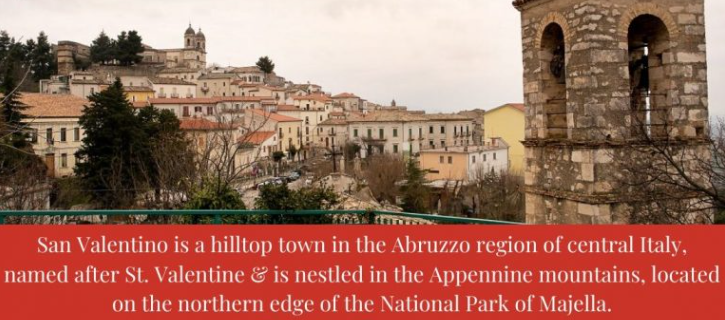 San Valentino is a hilltop town in the Abruzzo region of central Italy,
named after St. Valentine & is nestled in the Appennine mountains, located
on the northern edge of the National Park of Majella.